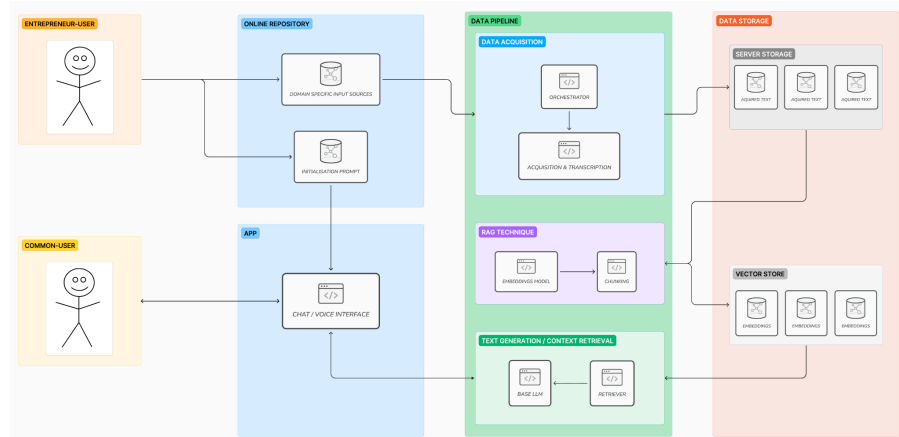 ENTREPRENEUR-USER
ONLINE REPOSITORY
DOMAIN SPECIFIC INPUT SOURCES
INITIALISATION PROMPT
DATA PIPELINE
DATA ACQUISITION
ORCHESTRATOR
ACQUISITION & TRANSCRIPTION
DATA STORAGE
SERVER STORAGE
AQUIRED TEXT
AQUIRED TEXT
AQUIRED TEXT
COMMON-USER
APP
CHAT / VOICE INTERFACE
RAG TECHNIQUE
EMBEDDINGS MODEL
CHUNKING
VECTOR STORE
EMBEDDINGS
EMBEDDINGS
EMBEDDINGS
TEXT GENERATION / CONTEXT RETRIEVAL
BASE LLM
RETRIEVER